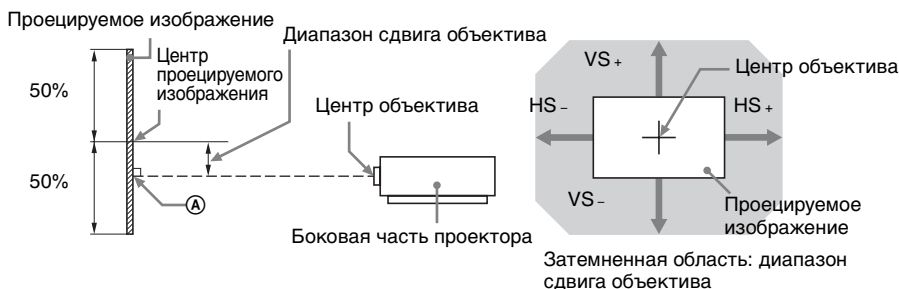 Проецируемое изображение
Центр
проецируемого
изображения
50%
50%
Ⓐ
Диапазон сдвига объектива
Центр объектива
Боковая часть проектора
VS +
HS –
HS +
VS –
Центр объектива
Проецируемое
изображение
Затемненная область: диапазон
сдвига объектива